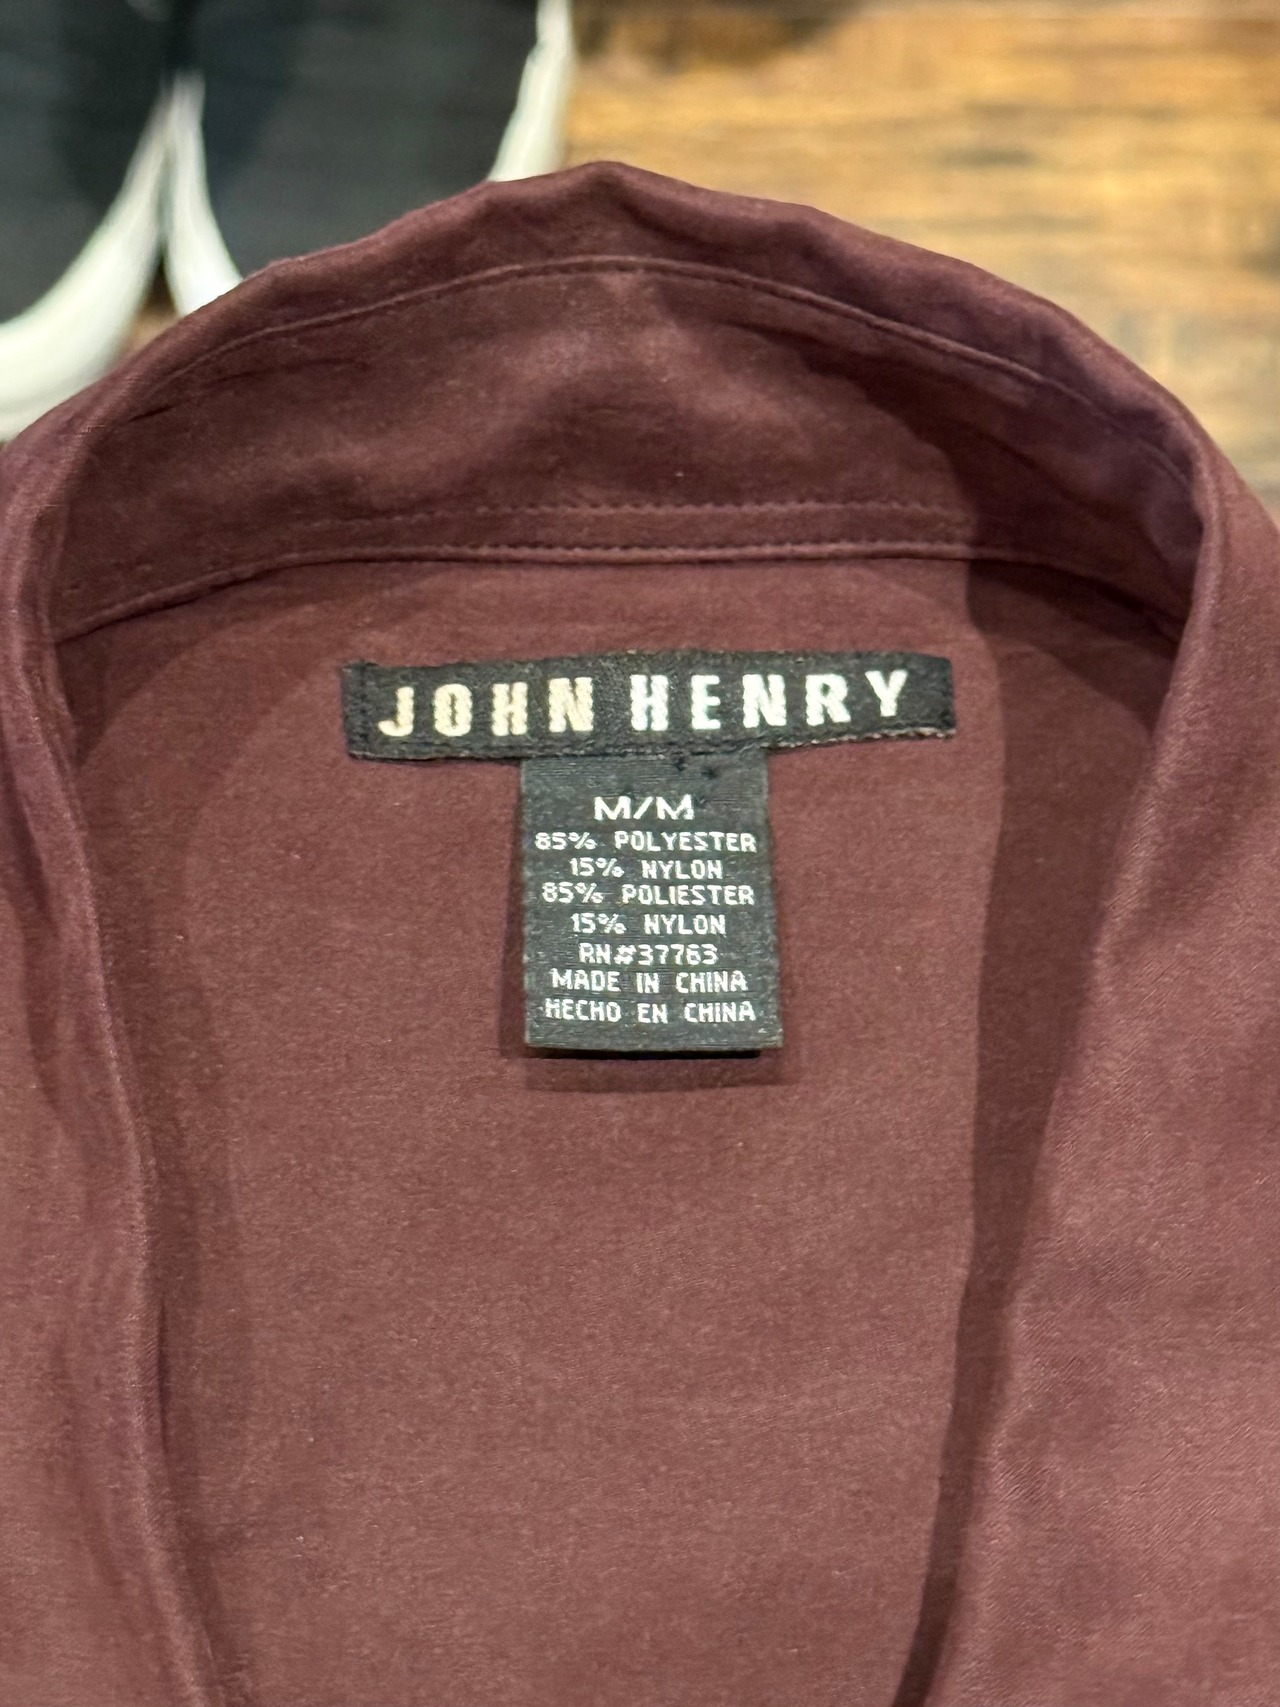 JOHN HENRY
M/M
85% POLYESTER
15% NYLON
85% POLIESTER
15% NYLON
RN#37763
MADE IN CHINA
HECHO EN CHINA